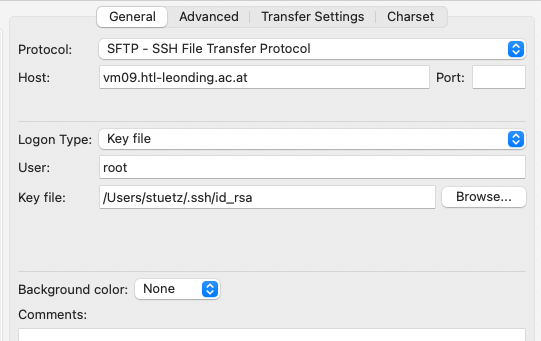 General Advanced Transfer Settings Charset
Protocol: SFTP - SSH File Transfer Protocol
Host: vm09.htl-leonding.ac.at Port:
Logon Type: Key file
User: root
Key file: /Users/stuetz/.ssh/id_rsa Browse...
Background color: None
Comments: